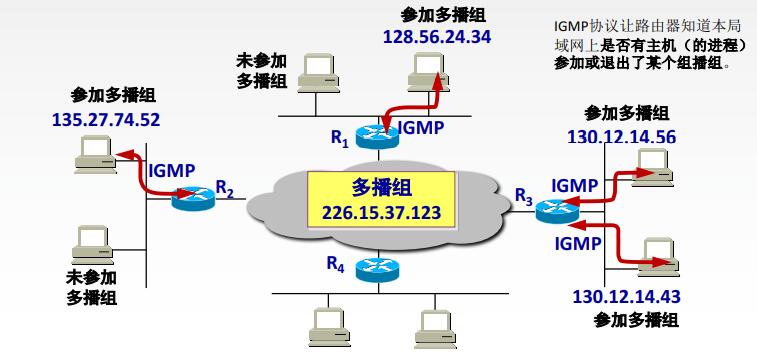 参加多播组
128.56.24.34
未参加
多播组
IGMP协议让路由器知道本局
域网上是否有主机（的进程）
参加或退出了某个组播组。
参加多播组
135.27.74.52
R1
IGMP
参加多播组
130.12.14.56
IGMP
R2
多播组
226.15.37.123
R3
IGMP
IGMP
未参加
多播组
R4
130.12.14.43
参加多播组